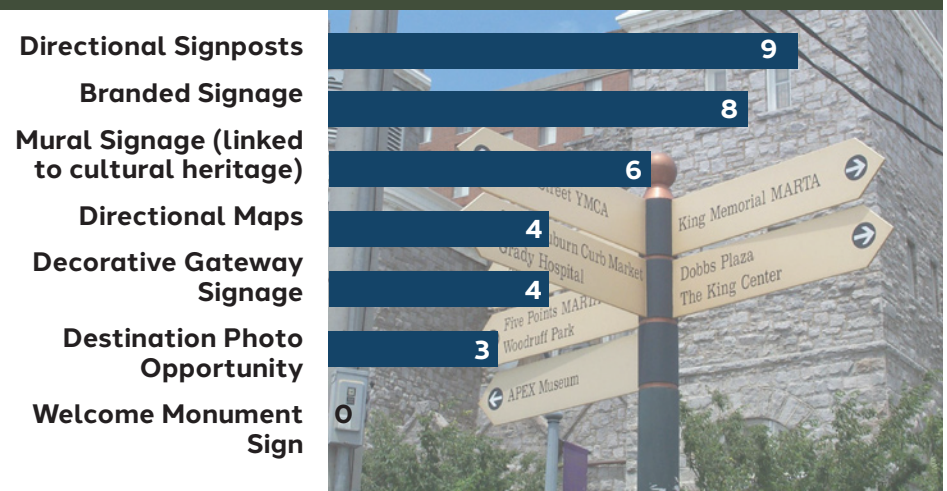 Directional Signposts
9
Branded Signage
8
Mural Signage (linked
to cultural heritage)
6
Directional Maps
4
Decorative Gateway
Signage
4
Destination Photo
Opportunity
3
Welcome Monument
Sign
0
Street YMCA
King Memorial MARTA
Curb Market
Grady Hospital
Dobbs Plaza
The King Center
Five Points MARTA
Woodruff Park
APEX Museum